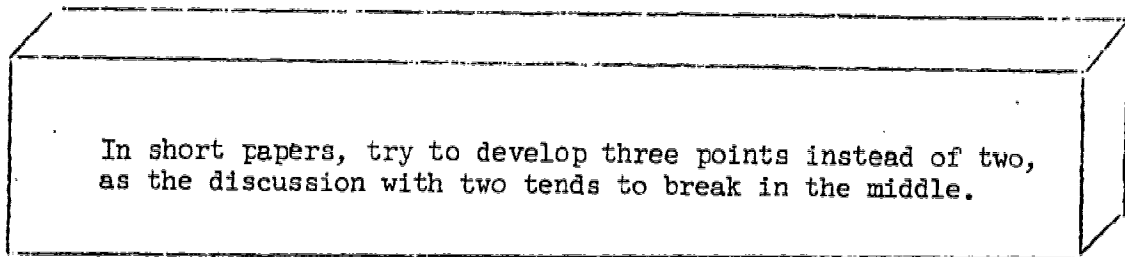 In short papers, try to develop three points instead of two,
as the discussion with two tends to break in the middle.